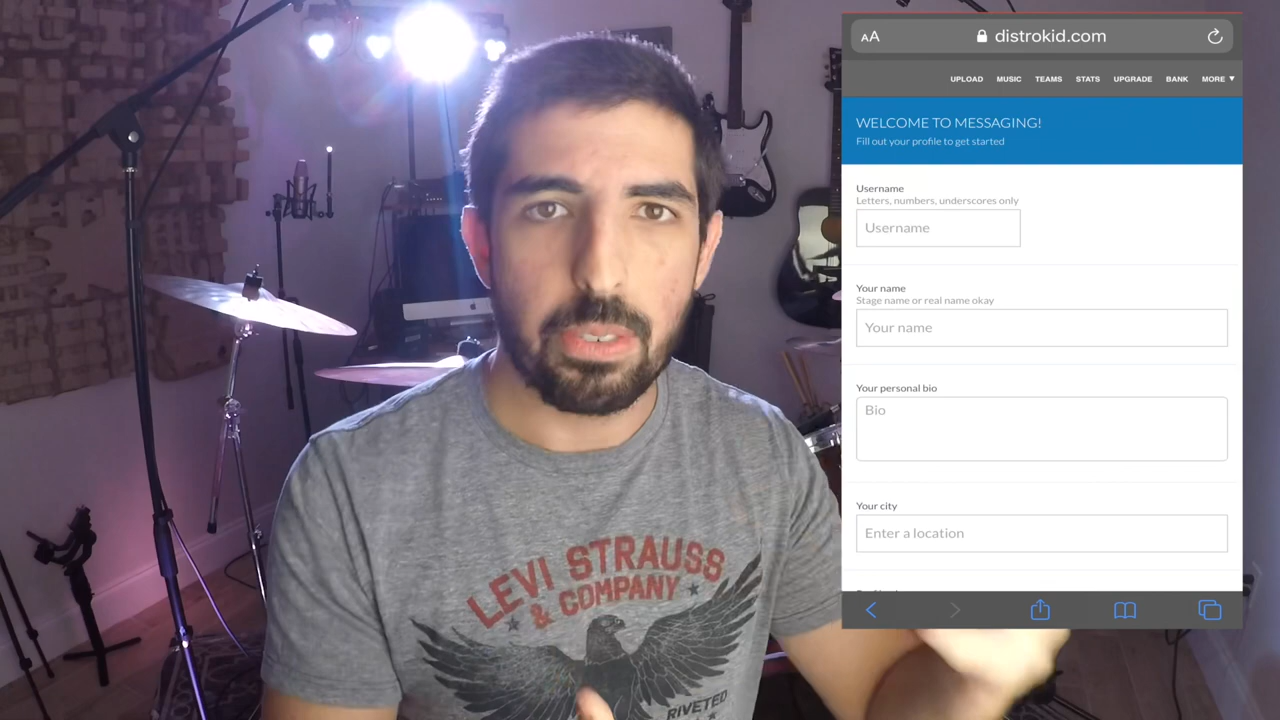 AA distrokid.com
UPLOAD MUSIC TEAMS STATS UPGRADE BANK MORE
WELCOME TO MESSAGING!
Fill out your profile to get started
Username
Letters, numbers, underscores only
Username
Your name
Stage name or real name okay
Your name
Your personal bio
Bio
Your city
Enter a location
LEVI STRAUSS
& COMPANY
RIVETED